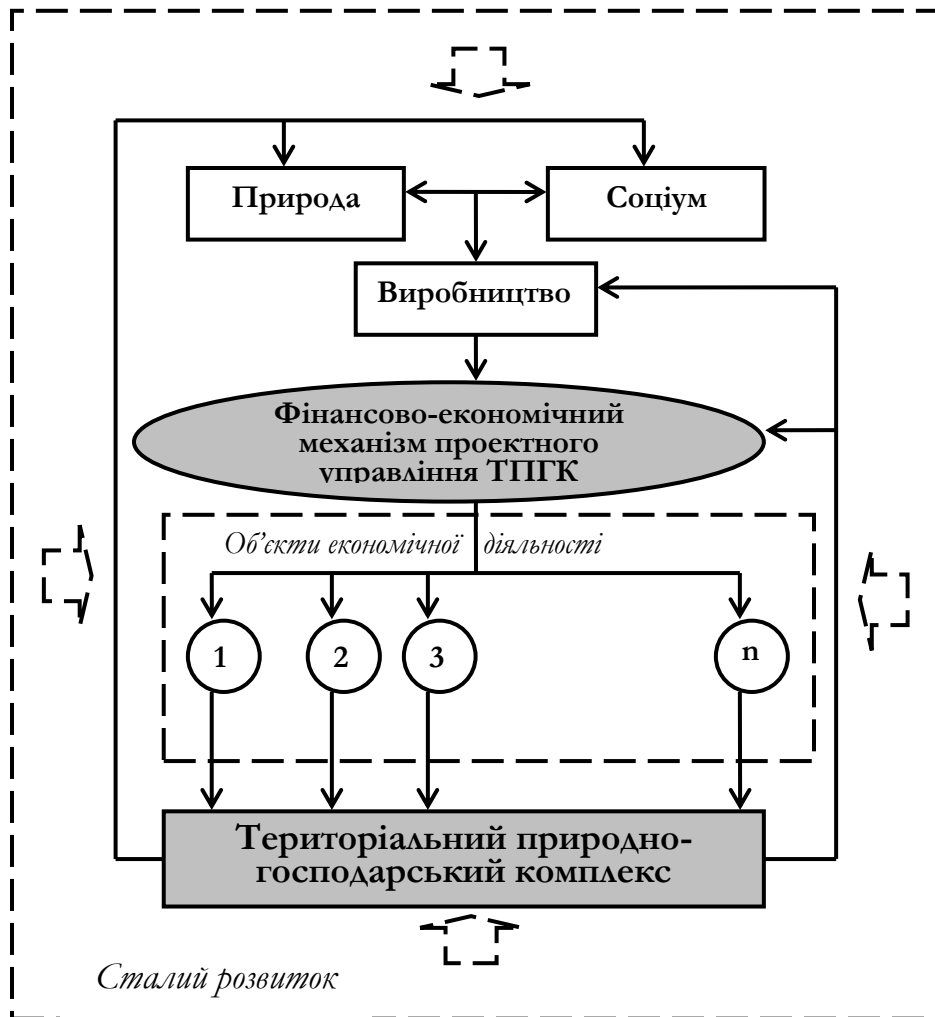 Природа
Соціум
Виробництво
Фінансово-економічний
механізм проектного
управління ТПГК
Об’єкти економічної діяльності
1 2 3 n
Територіальний природно-
господарський комплекс
Сталий розвиток